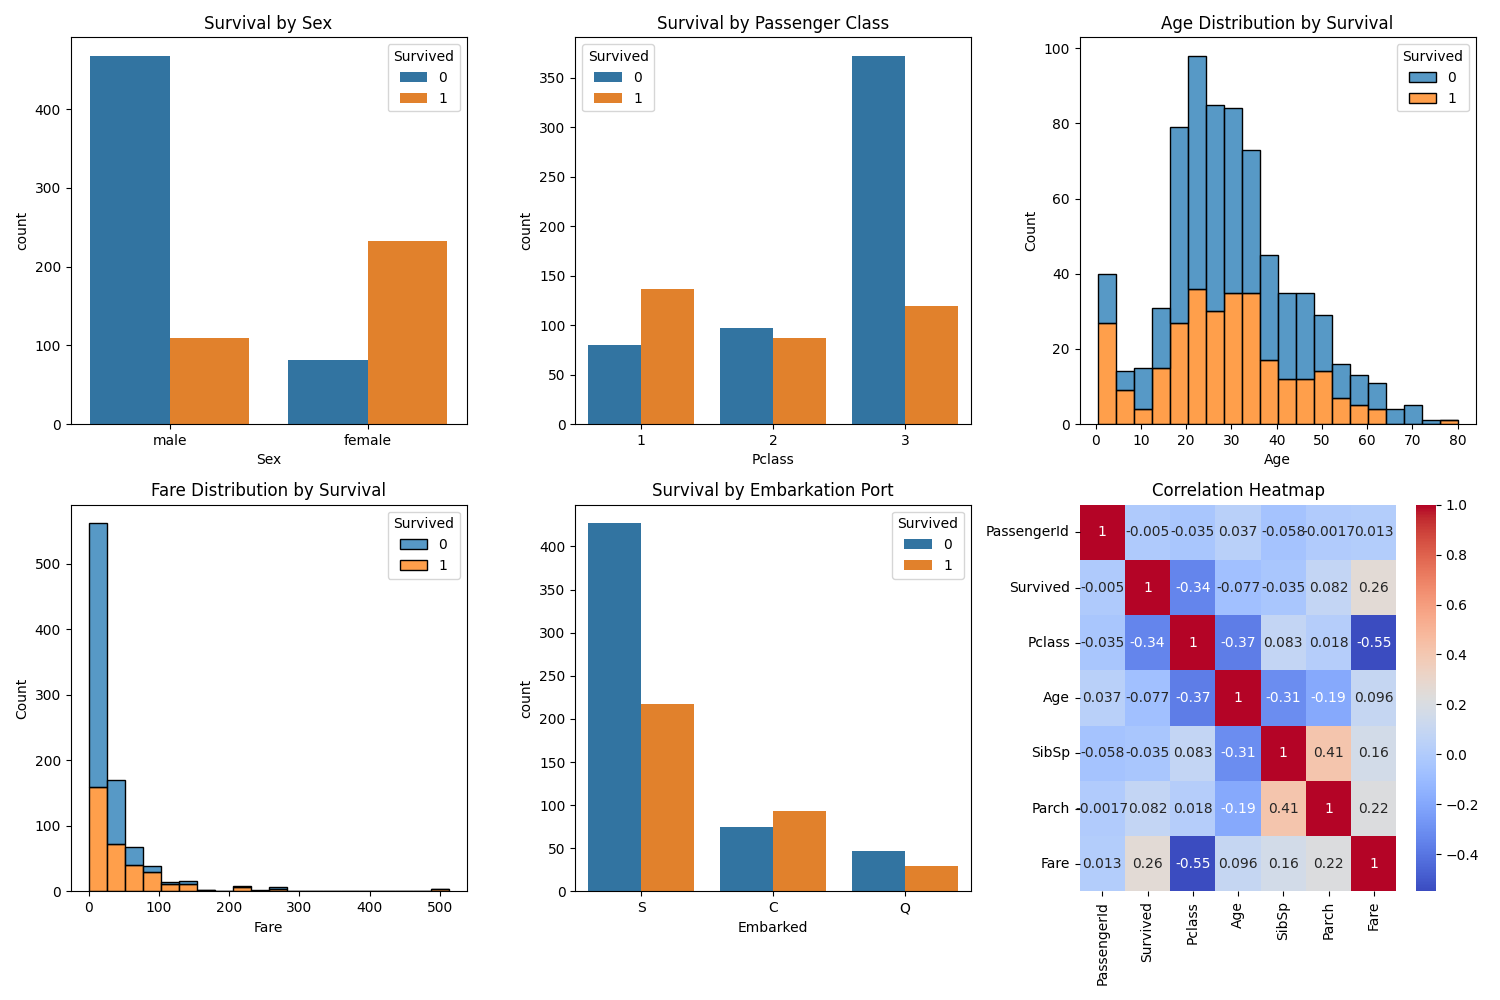 Survival by Sex
Survived
0
1
400
300
200
100
0
count
male female
Sex
Survival by Passenger Class
Survived
0
1
350
300
250
200
150
100
50
0
count
1 2 3
Pclass
Age Distribution by Survival
Survived
0
1
100
80
60
40
20
0
Count
0 10 20 30 40 50 60 70 80
Age
Fare Distribution by Survival
Survived
0
1
500
400
300
200
100
0
Count
0 100 200 300 400 500
Fare
Survival by Embarkation Port
Survived
0
1
400
350
300
250
200
150
100
50
0
count
S C Q
Embarked
Correlation Heatmap
PassengerId 1 -0.005 -0.035 0.037 -0.058 -0.0017 0.013
Survived -0.005 1 -0.34 -0.077 -0.035 0.082 0.26
Pclass -0.035 -0.34 1 -0.37 0.083 0.018 -0.55
Age 0.037 -0.077 -0.37 1 -0.31 -0.19 0.096
SibSp -0.058 -0.035 0.083 -0.31 1 0.41 0.16
Parch -0.0017 0.082 0.018 -0.19 0.41 1 0.22
Fare 0.013 0.26 -0.55 0.096 0.16 0.22 1
PassengerId Survived Pclass Age SibSp Parch Fare
1.0
0.8
0.6
0.4
0.2
0.0
−0.2
−0.4